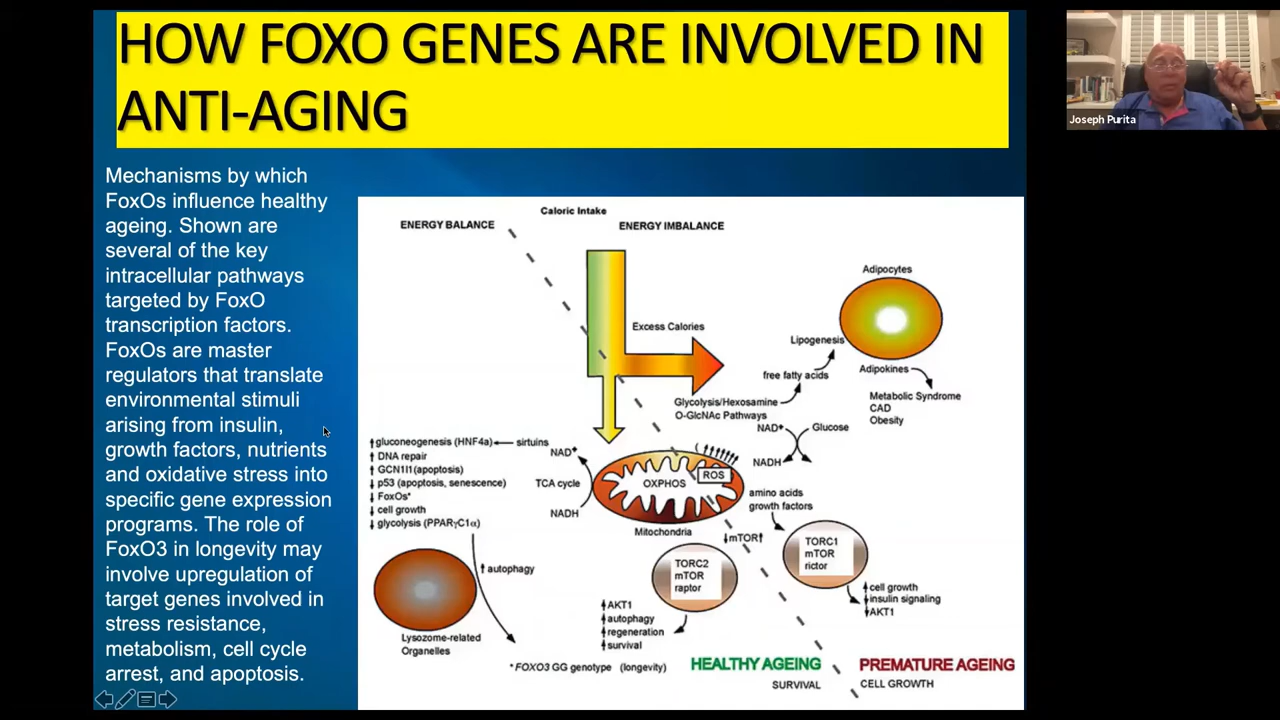 HOW FOXO GENES ARE INVOLVED IN
ANTI-AGING
Joseph Purita
Mechanisms by which
FoxOs influence healthy
ageing. Shown are
several of the key
intracellular pathways
targeted by FoxO
transcription factors.
FoxOs are master
regulators that translate
environmental stimuli
arising from insulin,
growth factors, nutrients
and oxidative stress into
specific gene expression
programs. The role of
FoxO3 in longevity may
involve upregulation of
target genes involved in
stress resistance,
metabolism, cell cycle
arrest, and apoptosis.
Caloric Intake
ENERGY BALANCE
ENERGY IMBALANCE
Adipocytes
Excess Calories
Lipogenesis
free fatty acids
Adipokines
Metabolic Syndrome
CAD
Obesity
Glycolysis/Hexosamine
O-GlcNAc Pathways
NAD+
Glucose
NADH
↑gluconeogenesis (HNF4a)
sirtuins
↑ DNA repair
↑ GCN1l1(apoptosis)
↓ p53 (apoptosis, senescence)
↓ FoxOs*
↓ cell growth
↓ glycolysis (PPARγC1α)
NAD+
TCA cycle
NADH
OXPHOS
ROS
Mitochondria
amino acids
growth factors
↓mTOR↑
TORC1
mTOR
rictor
TORC2
mTOR
raptor
↑cell growth
↓insulin signaling
↓AKT1
↑ autophagy
↑AKT1
↑autophagy
↑regeneration
↑survival
Lysozome-related
Organelles
*FOXO3 GG genotype (longevity)
HEALTHY AGEING
SURVIVAL
PREMATURE AGEING
CELL GROWTH